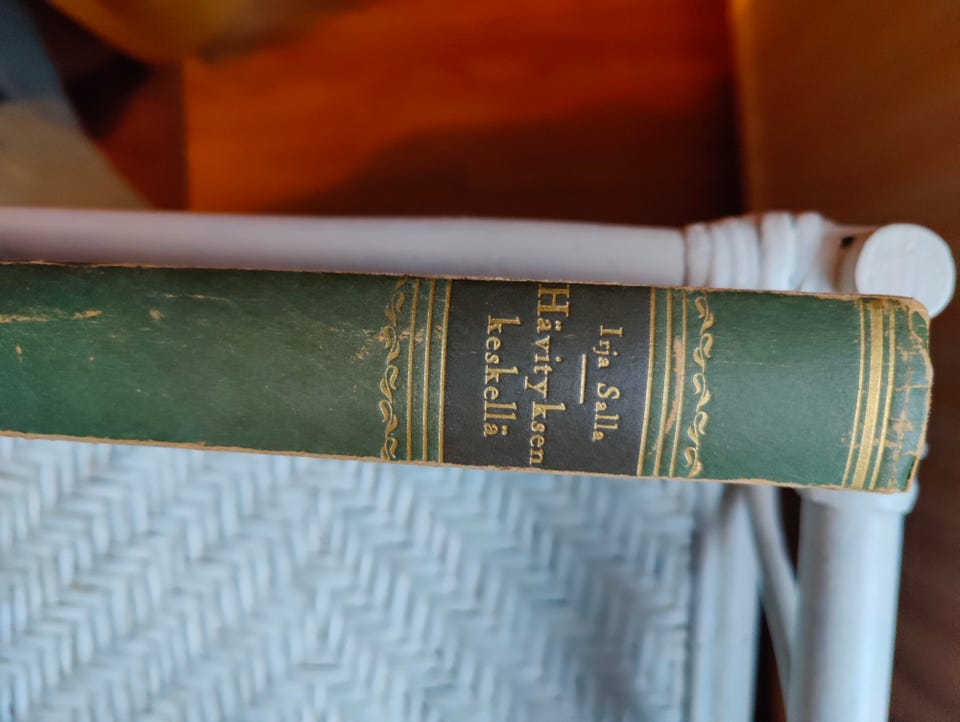 Irja Salla
Hävityksen
keskellä